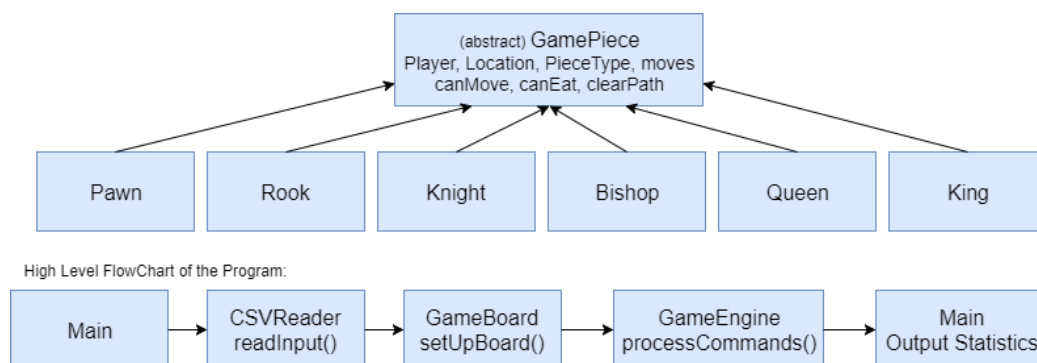 (abstract) GamePiece
Player, Location, PieceType, moves
canMove, canEat, clearPath
Pawn
Rook
Knight
Bishop
Queen
King
High Level FlowChart of the Program:
Main
CSVReader
readInput()
GameBoard
setUpBoard()
GameEngine
processCommands()
Main
Output Statistics